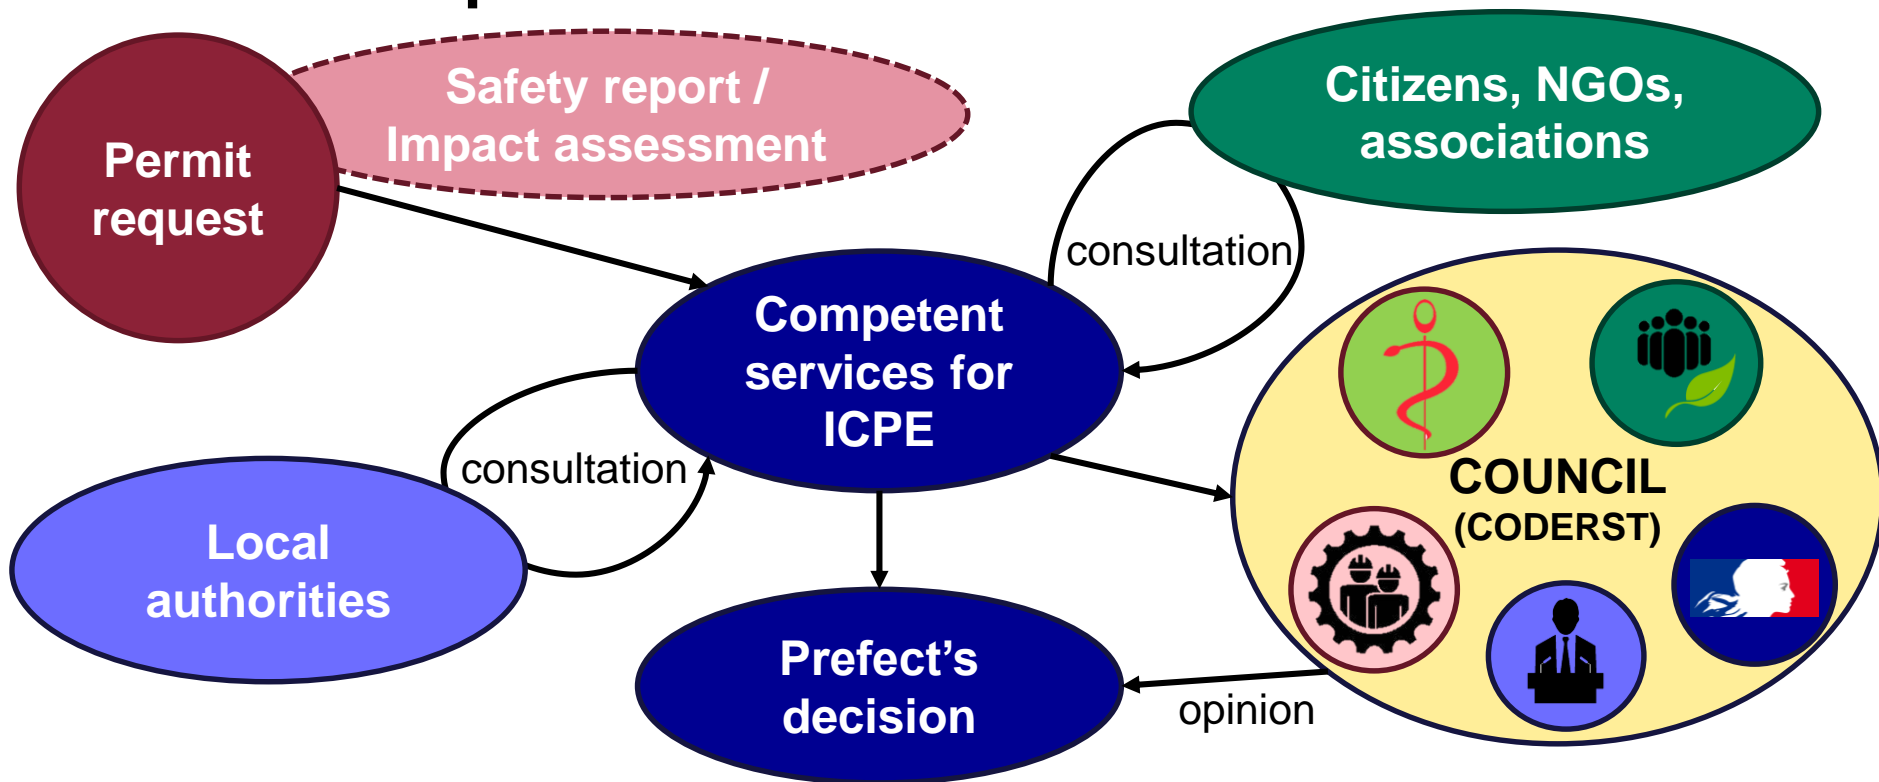 Permit
request
Safety report /
Impact assessment
Citizens, NGOs,
associations
consultation
Competent
services for
ICPE
consultation
Local
authorities
COUNCIL
(CODERST)
Prefect’s
decision
opinion